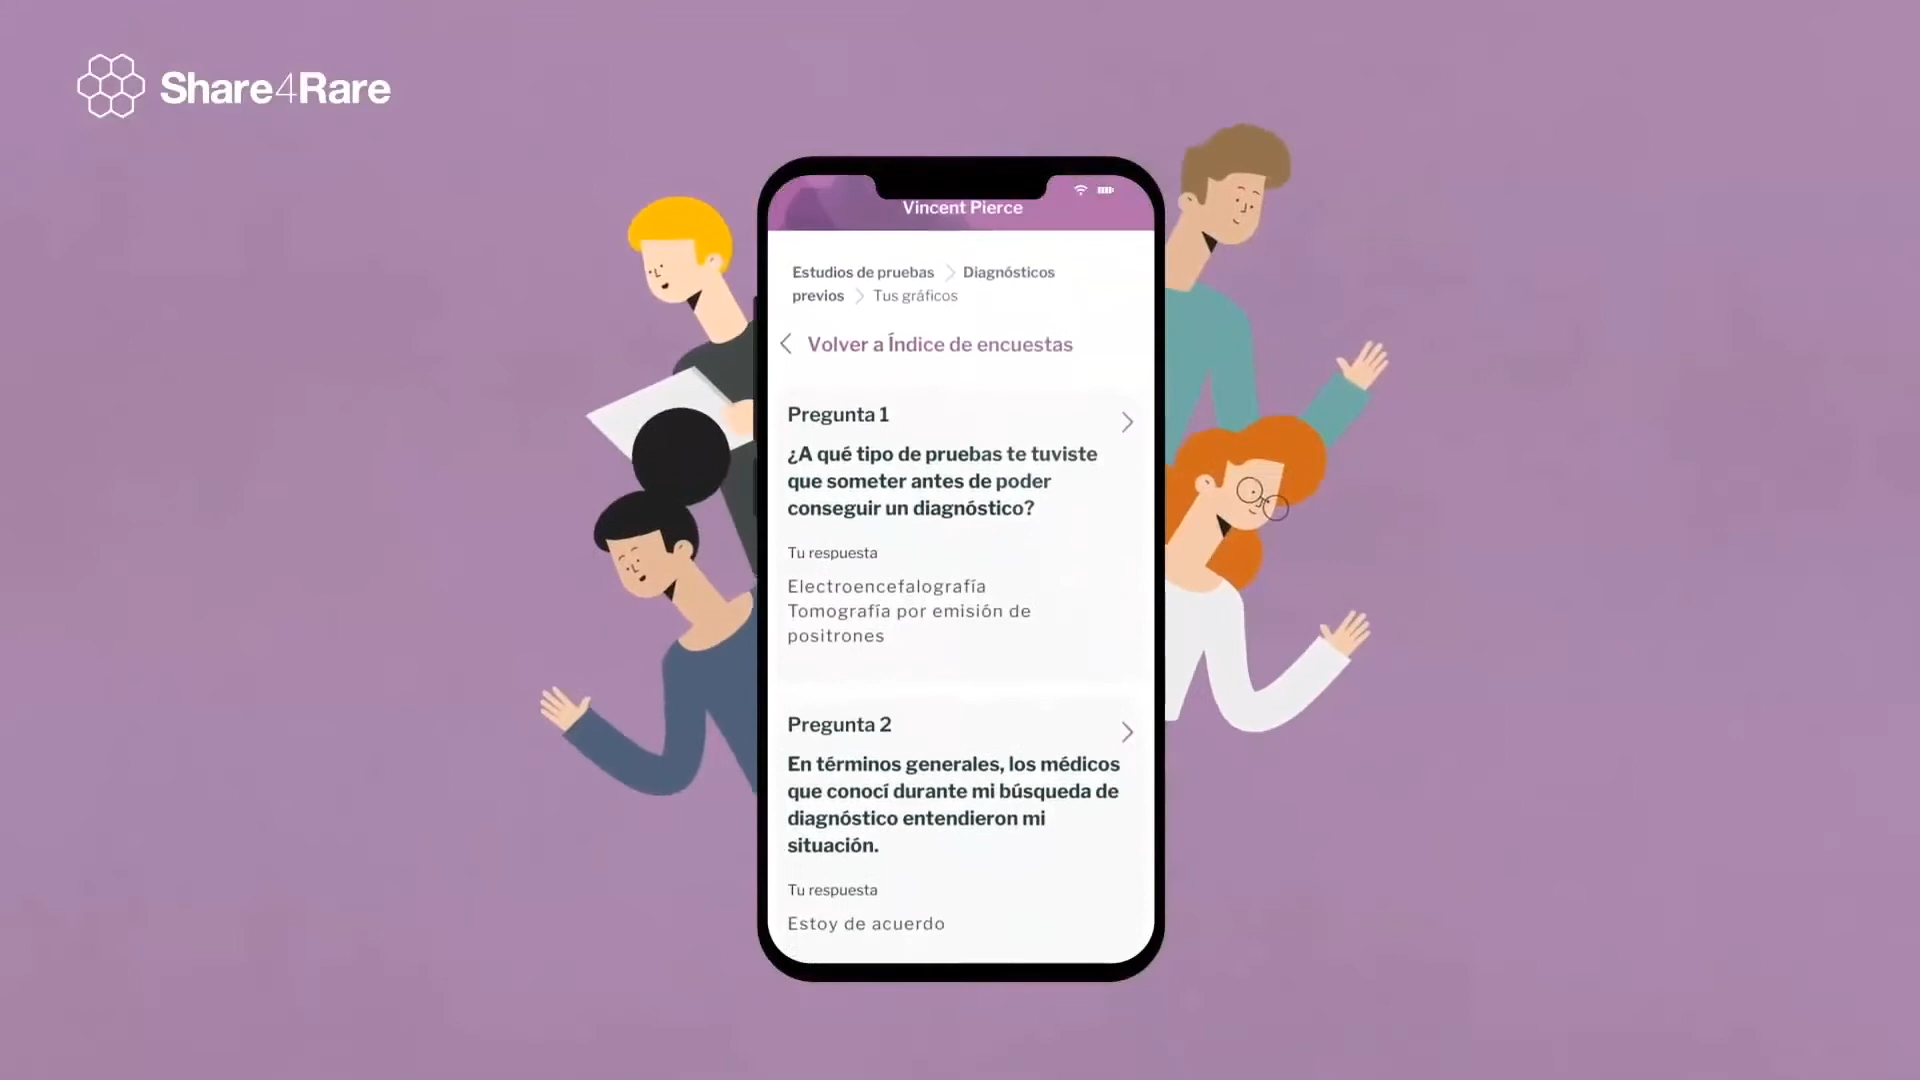 Share4Rare
Vincent Pierce
Estudios de pruebas > Diagnósticos
previos > Tus gráficos
Volver a Índice de encuestas
Pregunta 1
¿A qué tipo de pruebas te tuviste
que someter antes de poder
conseguir un diagnóstico?
Tu respuesta
Electroencefalografía
Tomografía por emisión de
positrones
Pregunta 2
En términos generales, los médicos
que conocí durante mi búsqueda de
diagnóstico entendieron mi
situación.
Tu respuesta
Estoy de acuerdo